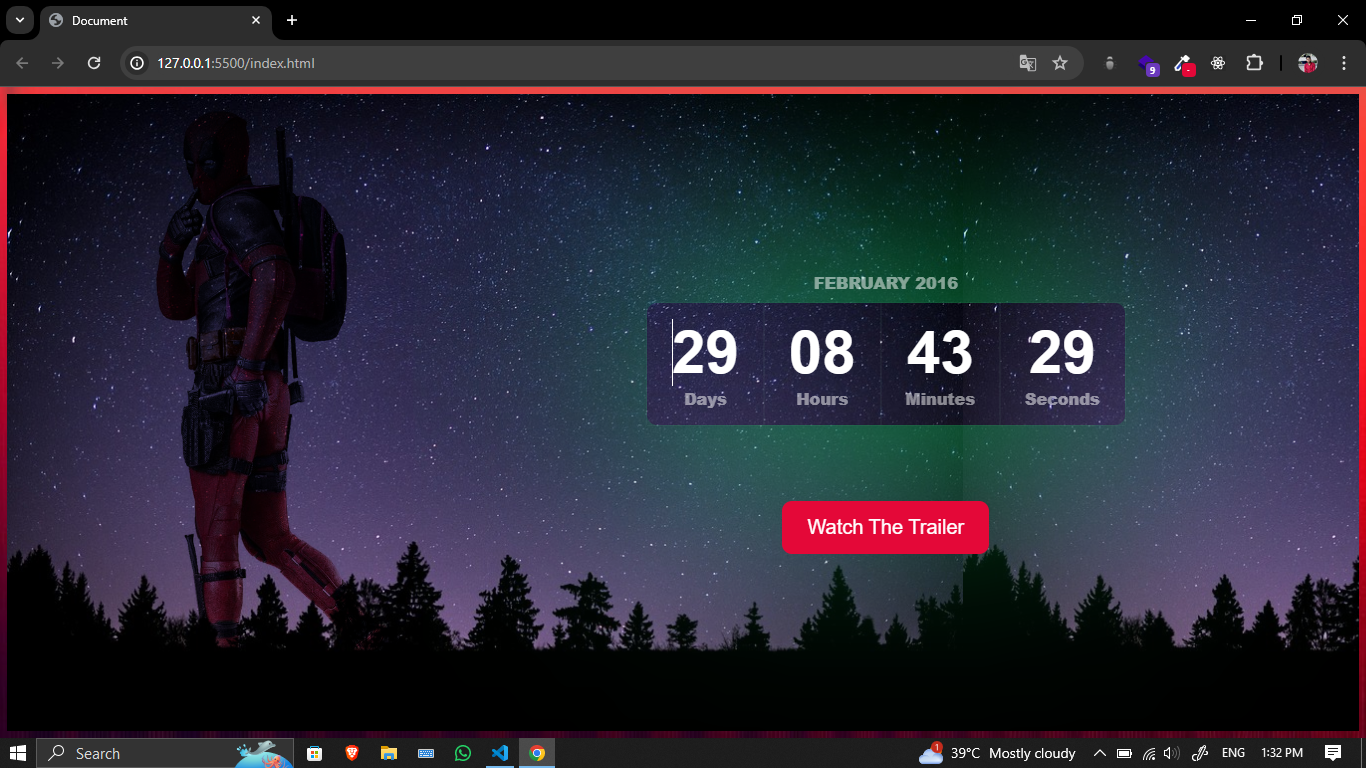 Document
127.0.0.1:5500/index.html
9
FEBRUARY 2016
29 08 43 29
Days Hours Minutes Seconds
Watch The Trailer
Search
1
39°C Mostly cloudy
ENG
1:32 PM